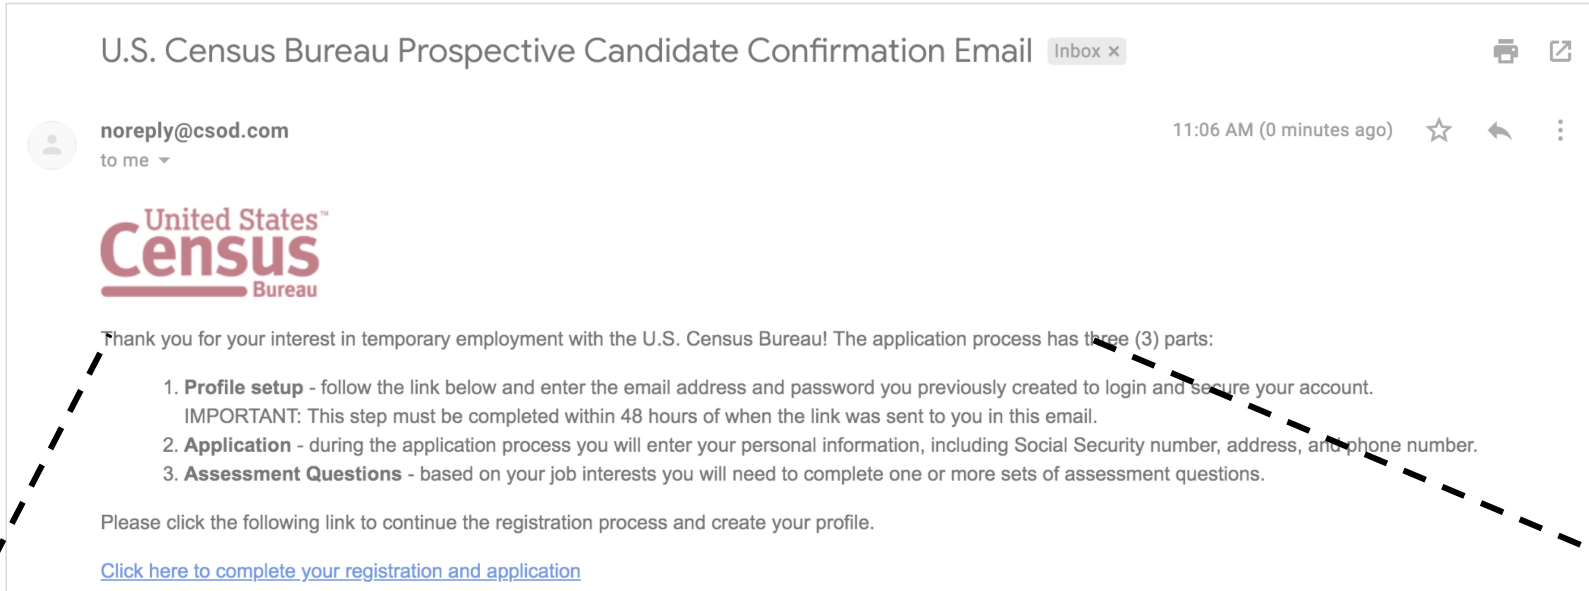 U.S. Census Bureau Prospective Candidate Confirmation Email Inbox ×
noreply@csod.com 11:06 AM (0 minutes ago)
to me
United States™
Census
Bureau
Thank you for your interest in temporary employment with the U.S. Census Bureau! The application process has three (3) parts:
1. Profile setup - follow the link below and enter the email address and password you previously created to login and secure your account.
IMPORTANT: This step must be completed within 48 hours of when the link was sent to you in this email.
2. Application - during the application process you will enter your personal information, including Social Security number, address, and phone number.
3. Assessment Questions - based on your job interests you will need to complete one or more sets of assessment questions.
Please click the following link to continue the registration process and create your profile.
Click here to complete your registration and application